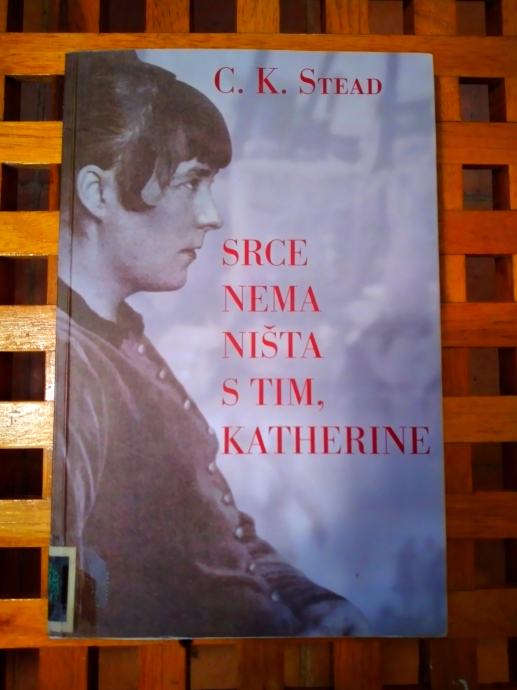 C. K. STEAD
SRCE
NEMA
NIŠTA
S TIM,
KATHERINE